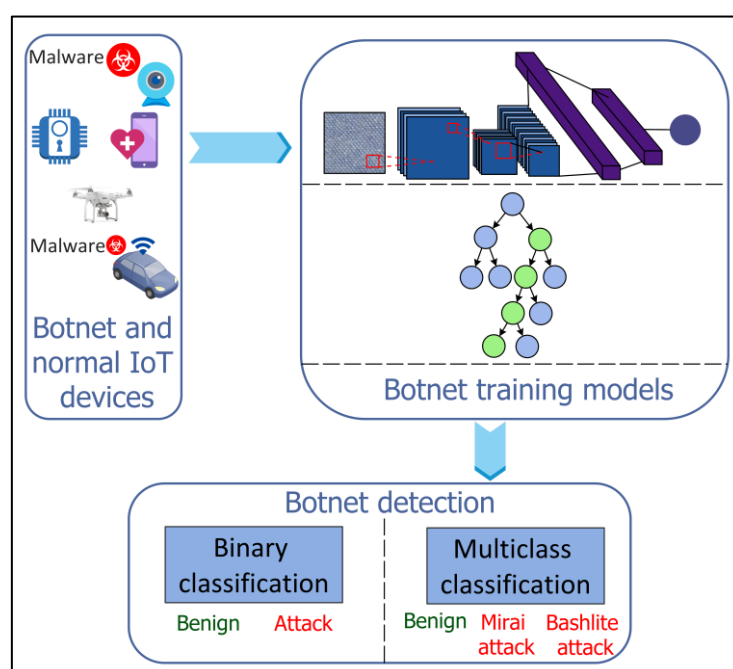 Malware
Malware
Botnet and
normal IoT
devices
Botnet training models
Botnet detection
Binary
classification
Benign Attack
Multiclass
classification
Benign Mirai attack Bashlite attack